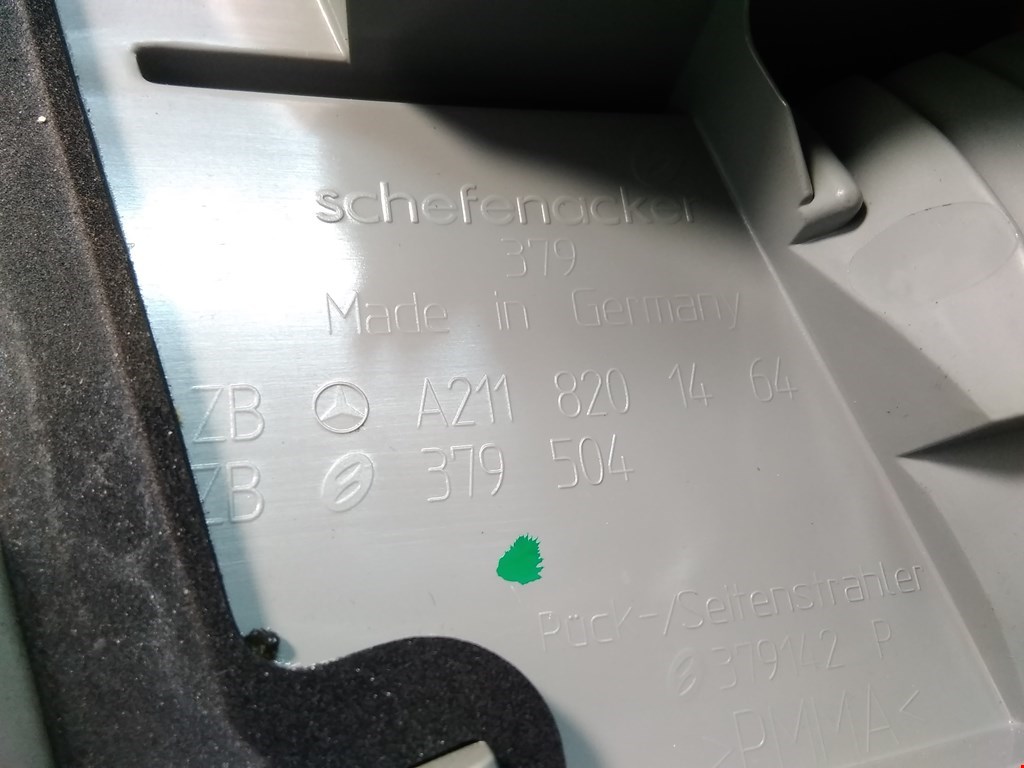 schefenacker
379
Made in Germany
ZB A211 820 14 64
ZB 379 504
Rück-/Seitenstrahler
379142 R
>PMMA<